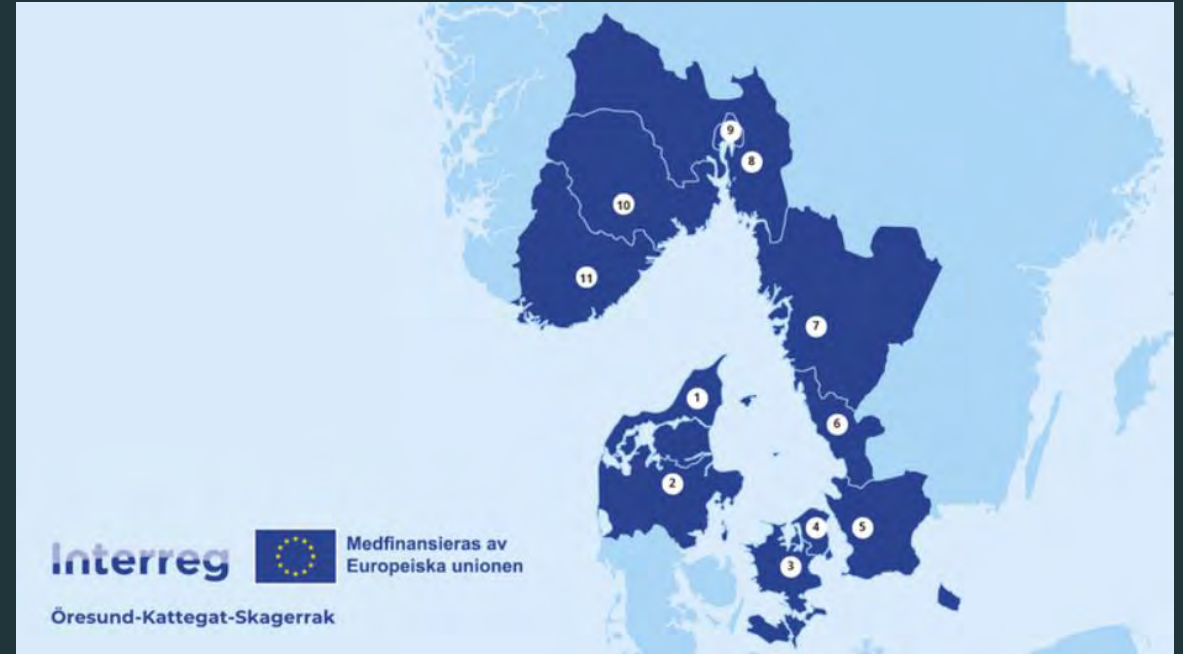 9
8
10
11
7
1
6
2
4
5
3
Interreg
Medfinansieras av
Europeiska unionen
Öresund-Kattegat-Skagerrak